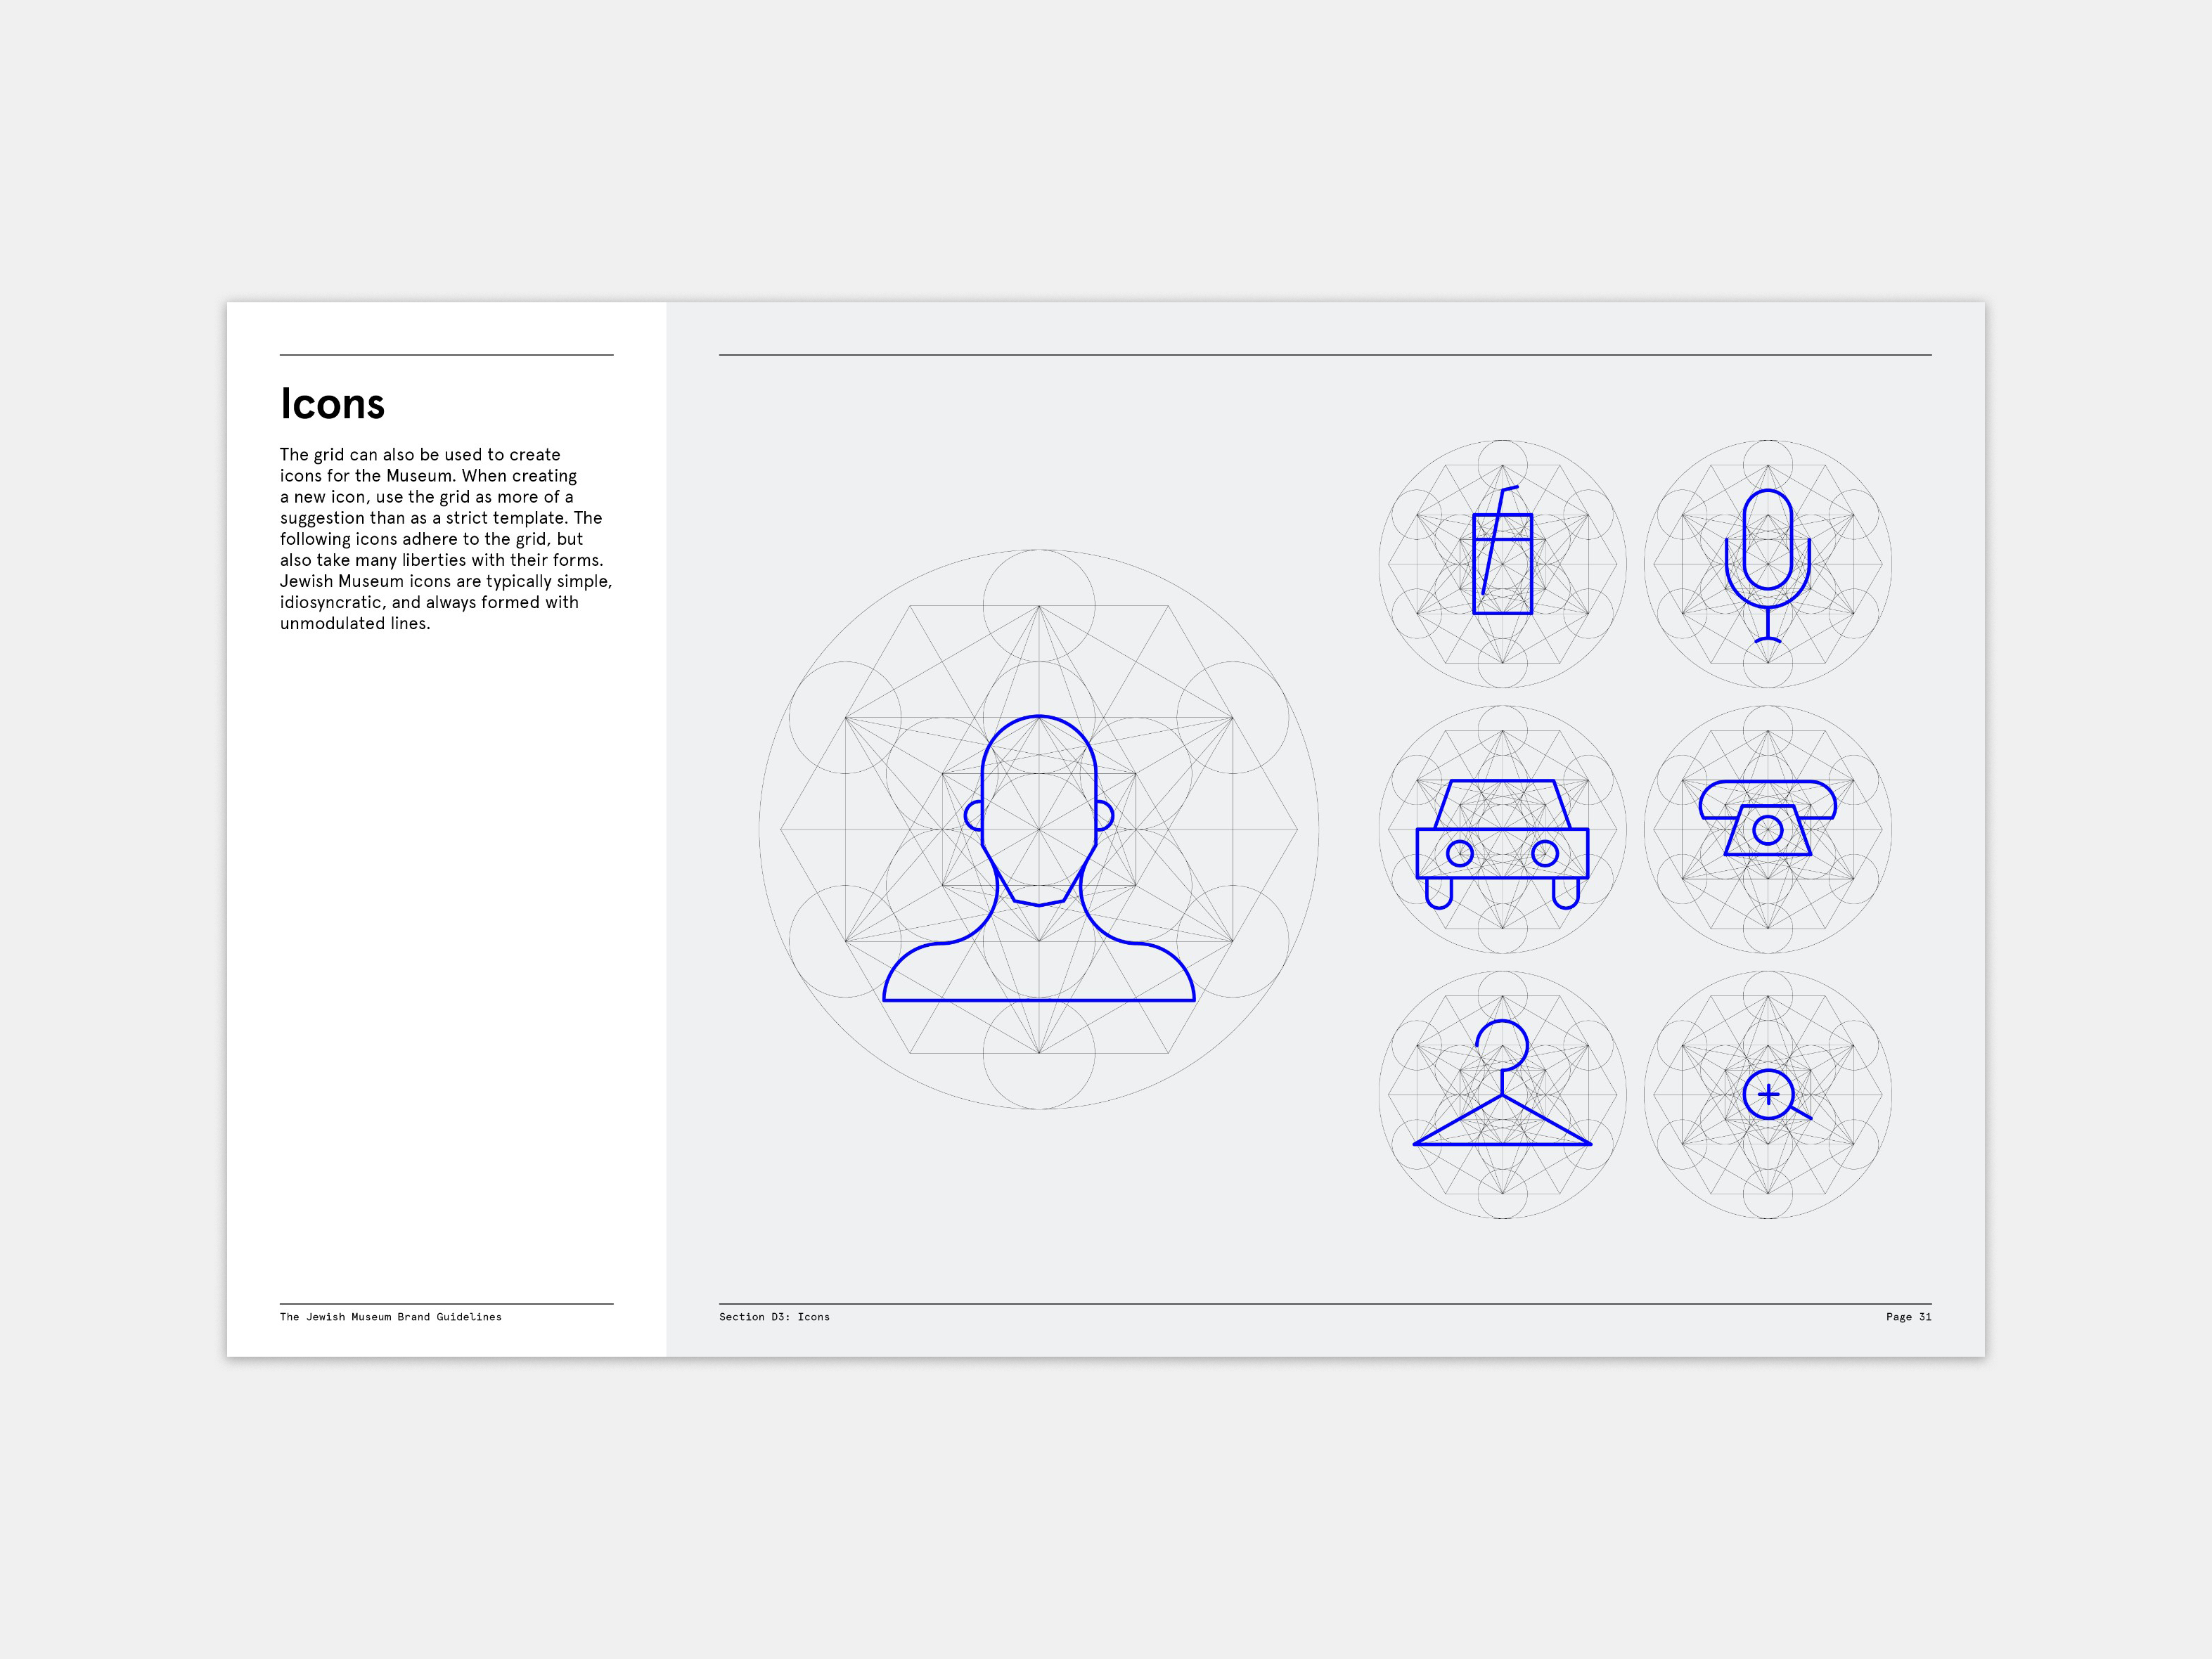 Icons
The grid can also be used to create
icons for the Museum. When creating
a new icon, use the grid as more of a
suggestion than as a strict template. The
following icons adhere to the grid, but
also take many liberties with their forms.
Jewish Museum icons are typically simple,
idiosyncratic, and always formed with
unmodulated lines.
The Jewish Museum Brand Guidelines
Section D3: Icons
Page 31